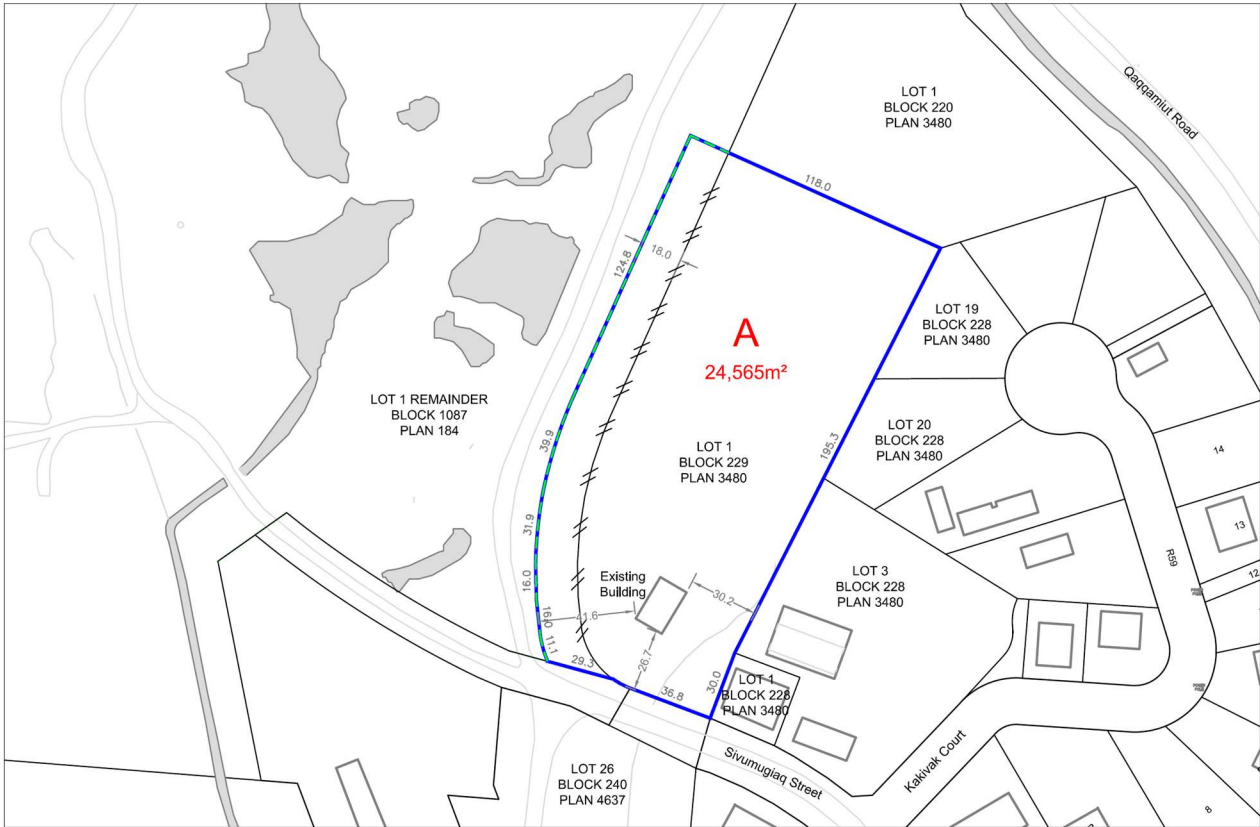 LOT 1
BLOCK 220
PLAN 3480
Qaqqamiut Road
118.0
124.8
18.0
LOT 19
BLOCK 228
PLAN 3480
A
24,565m²
LOT 1 REMAINDER
BLOCK 1087
PLAN 184
39.9
195.3
LOT 20
BLOCK 228
PLAN 3480
LOT 1
BLOCK 229
PLAN 3480
14
31.9
13
R59
16.0
Existing
Building
LOT 3
BLOCK 228
PLAN 3480
30.2
12
16.0
41.6
11.1
29.3
26.7
36.8
30.0
LOT 1
BLOCK 228
PLAN 3480
Sivumugiaq Street
Kakivak Court
LOT 26
BLOCK 240
PLAN 4637
8